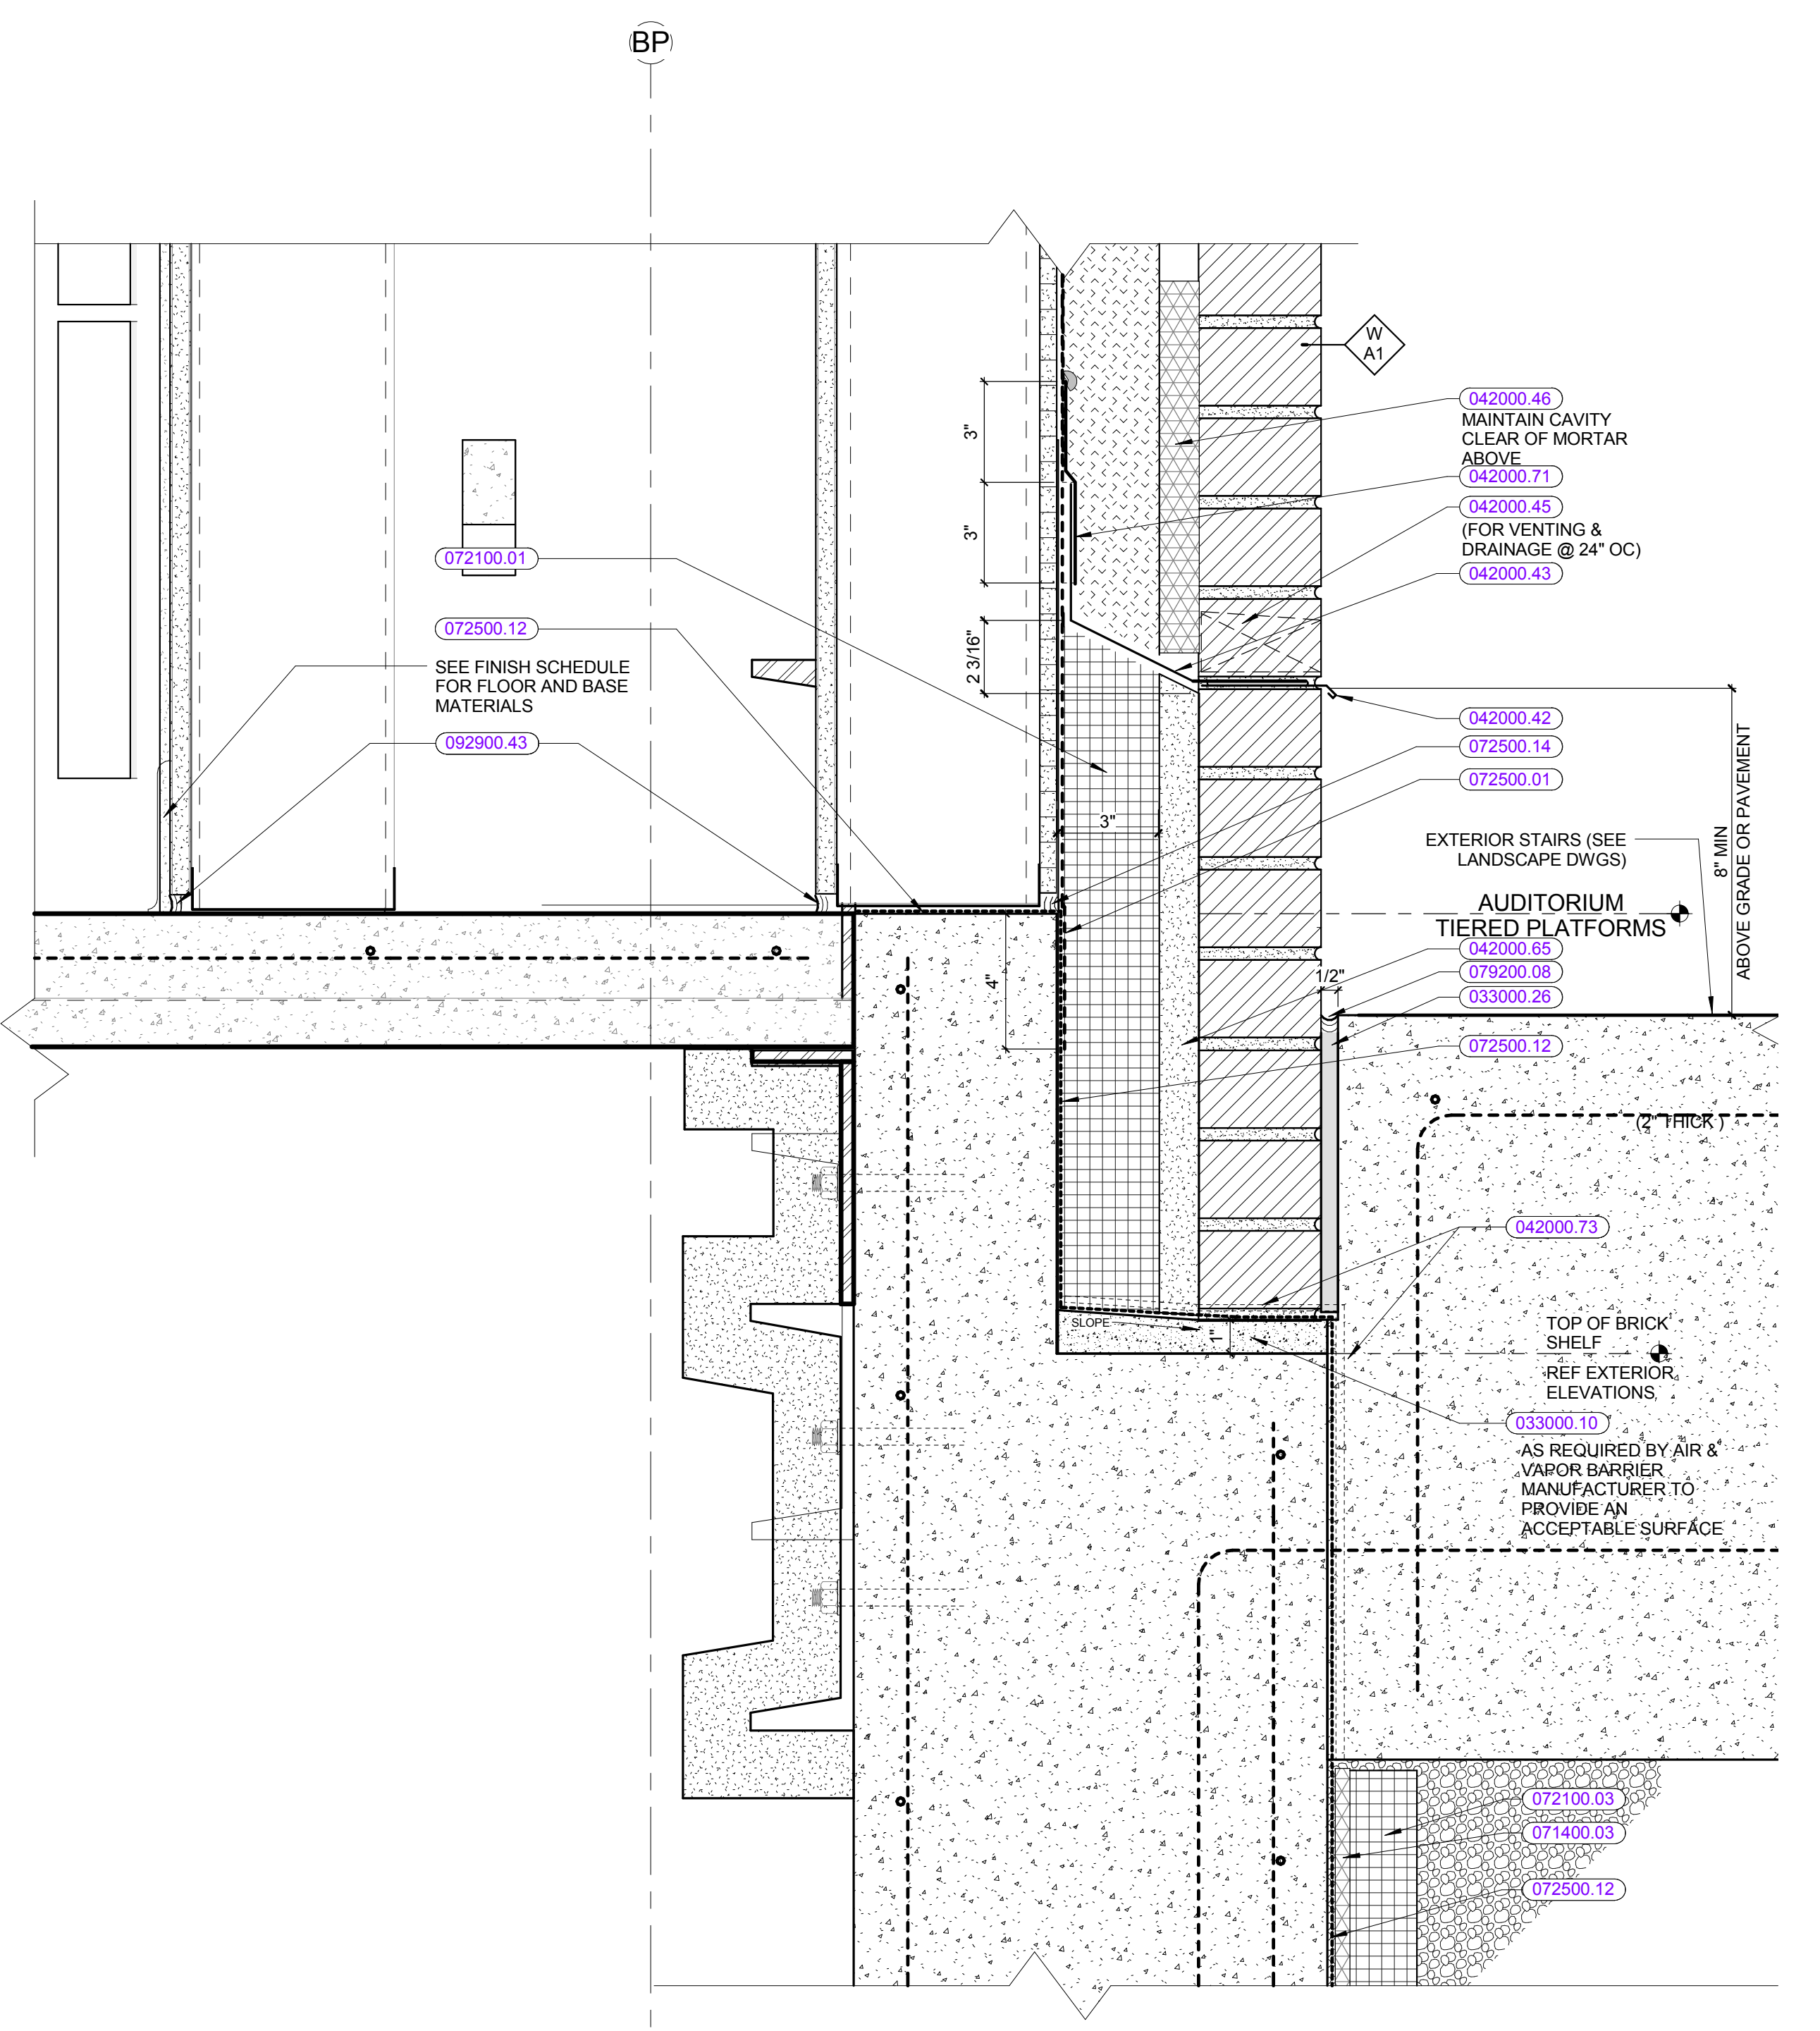 BP
W
A1
042000.46
MAINTAIN CAVITY
CLEAR OF MORTAR
ABOVE
042000.71
042000.45
(FOR VENTING &
DRAINAGE @ 24" OC)
042000.43
3"
3"
2 3/16"
072100.01
072500.12
SEE FINISH SCHEDULE
FOR FLOOR AND BASE
MATERIALS
092900.43
042000.42
072500.14
072500.01
3"
8" MIN
ABOVE GRADE OR PAVEMENT
EXTERIOR STAIRS (SEE
LANDSCAPE DWGS)
AUDITORIUM
TIERED PLATFORMS
042000.65
079200.08
033000.26
1/2"
4"
072500.12
(2" THICK )
042000.73
SLOPE
1"
TOP OF BRICK
SHELF
REF EXTERIOR
ELEVATIONS
033000.10
AS REQUIRED BY AIR &
VAPOR BARRIER
MANUFACTURER TO
PROVIDE AN
ACCEPTABLE SURFACE
072100.03
071400.03
072500.12